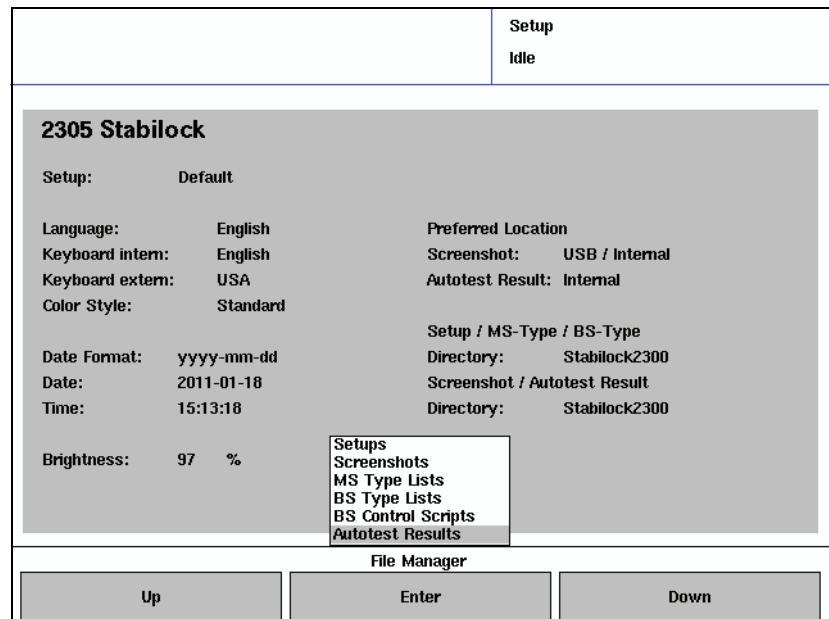 Setup
Idle
2305 Stabilock
Setup: Default
Language: English
Keyboard intern: English
Keyboard extern: USA
Color Style: Standard
Date Format: yyyy-mm-dd
Date: 2011-01-18
Time: 15:13:18
Brightness: 97 %
Preferred Location
Screenshot: USB / Internal
Autotest Result: Internal
Setup / MS-Type / BS-Type
Directory: Stabilock2300
Screenshot / Autotest Result
Directory: Stabilock2300
Setups
Screenshots
MS Type Lists
BS Type Lists
BS Control Scripts
Autotest Results
File Manager
Up
Enter
Down